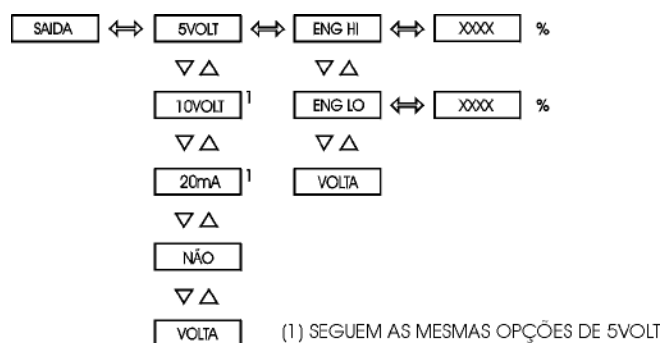 SAIDA 5VOLT ENG HI XXXX %
10VOLT 1 ENG LO XXXX %
20mA 1 VOLTA
NÃO
VOLTA (1) SEGUEM AS MESMAS OPÇÕES DE 5VOLT